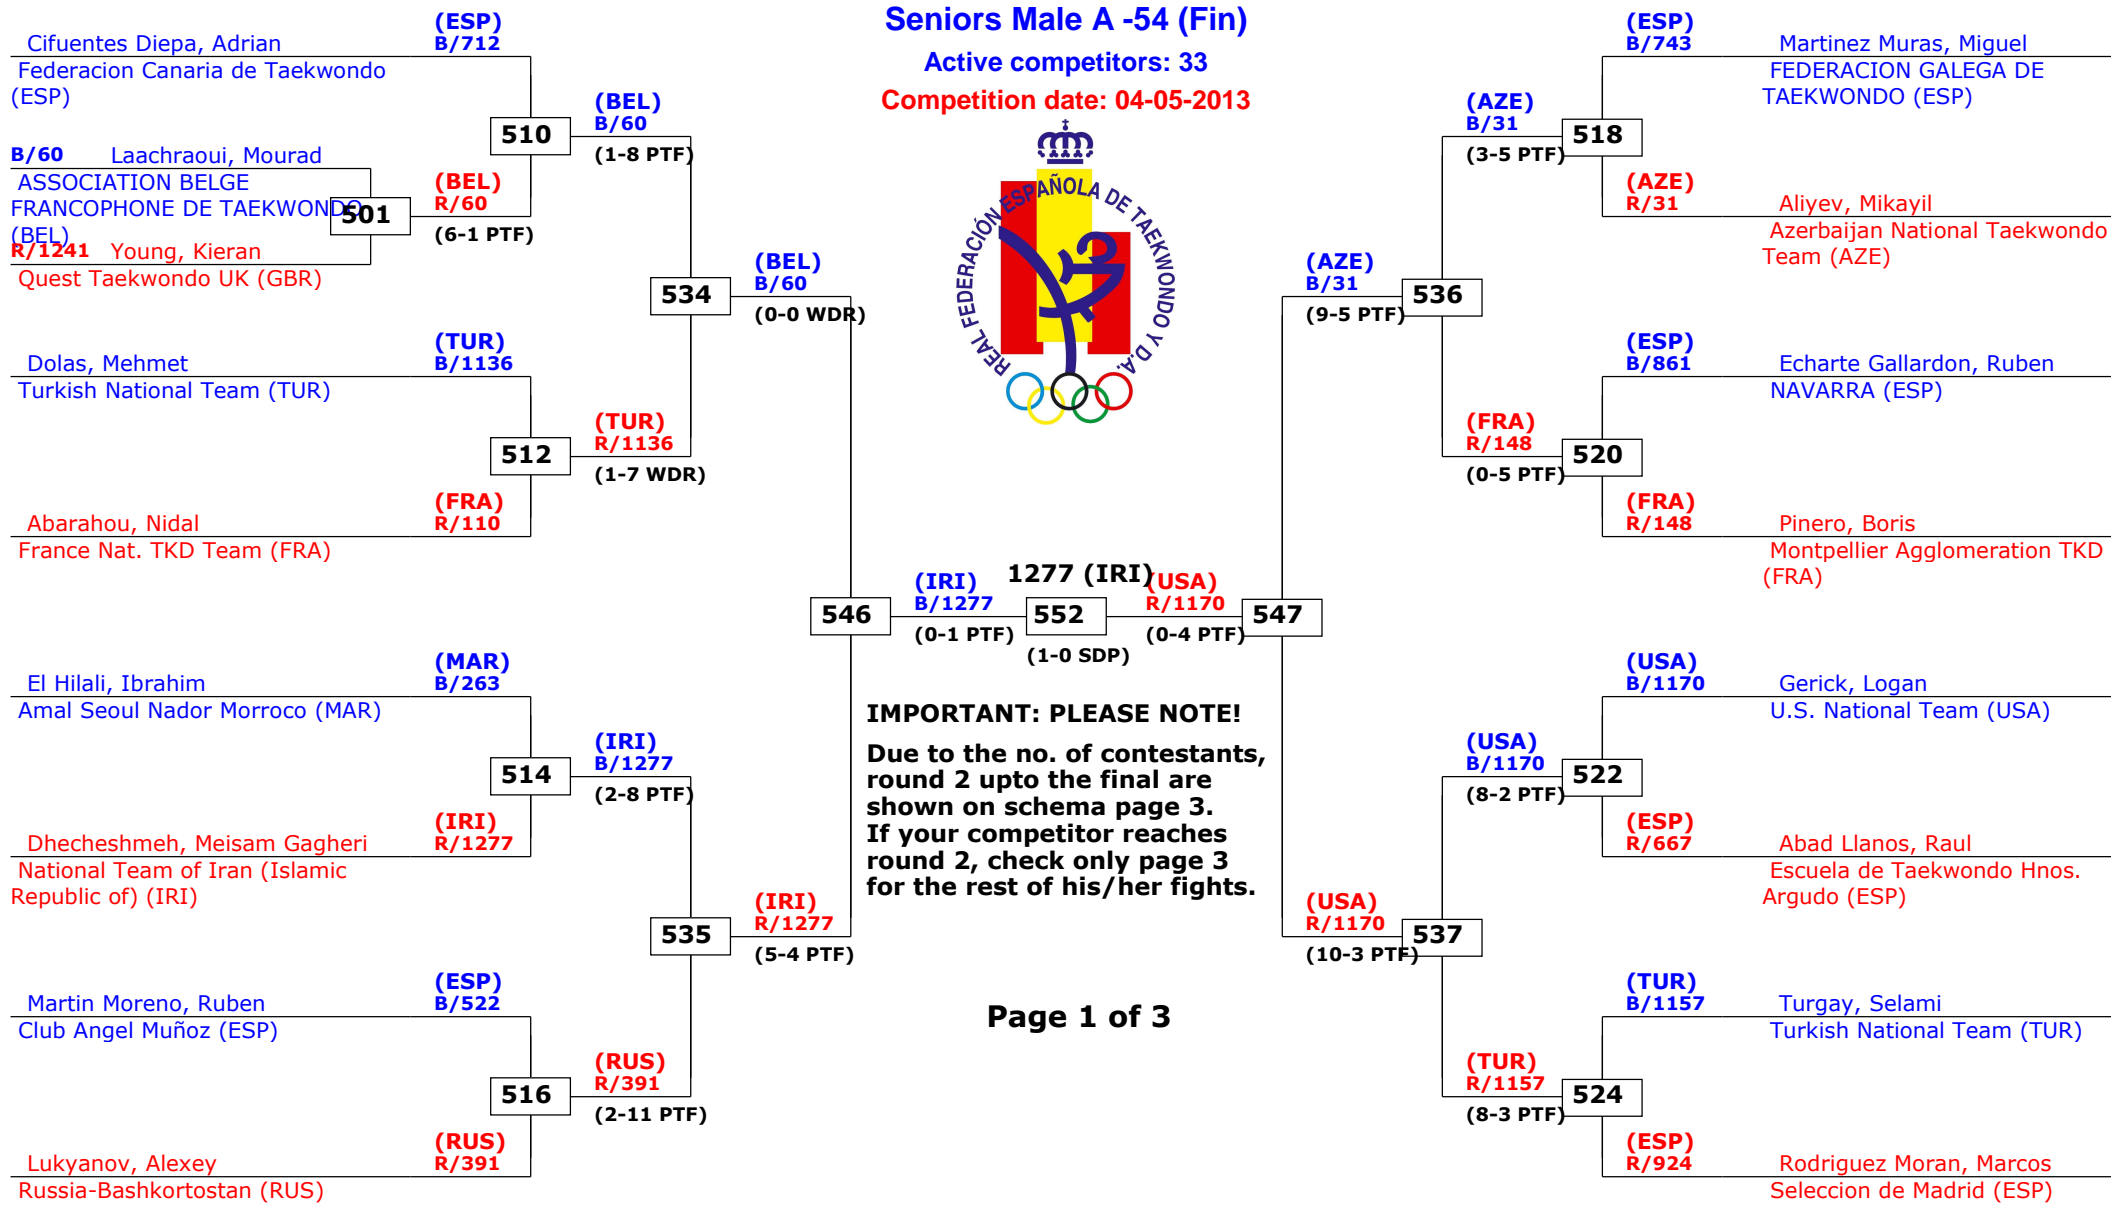 Seniors Male A -54 (Fin)
Active competitors: 33
Competition date: 04-05-2013
REAL FEDERACIÓN ESPAÑOLA DE TAEKWONDO Y D.A.
(ESP)
Cifuentes Diepa, Adrian
B/712
Federacion Canaria de Taekwondo
(ESP)
510
(BEL)
B/60
(1-8 PTF)
B/60
Laachraoui, Mourad
ASSOCIATION BELGE
FRANCOPHONE DE TAEKWONDO
(BEL)
501
(BEL)
R/60
(6-1 PTF)
R/1241
Young, Kieran
Quest Taekwondo UK (GBR)
534
(BEL)
B/60
(0-0 WDR)
(TUR)
Dolas, Mehmet
B/1136
Turkish National Team (TUR)
512
(TUR)
R/1136
(1-7 WDR)
(FRA)
Abarahou, Nidal
R/110
France Nat. TKD Team (FRA)
546
(IRI)
B/1277
(0-1 PTF)
1277 (IRI)
552
(1-0 SDP)
(USA)
R/1170
(0-4 PTF)
547
(MAR)
El Hilali, Ibrahim
B/263
Amal Seoul Nador Morroco (MAR)
514
(IRI)
B/1277
(2-8 PTF)
(IRI)
Dhecheshmeh, Meisam Gagheri
R/1277
National Team of Iran (Islamic
Republic of) (IRI)
535
(IRI)
R/1277
(5-4 PTF)
(ESP)
Martin Moreno, Ruben
B/522
Club Angel Muñoz (ESP)
516
(RUS)
R/391
(2-11 PTF)
(RUS)
Lukyanov, Alexey
R/391
Russia-Bashkortostan (RUS)
IMPORTANT: PLEASE NOTE!
Due to the no. of contestants,
round 2 upto the final are
shown on schema page 3.
If your competitor reaches
round 2, check only page 3
for the rest of his/her fights.
Page 1 of 3
(ESP)
B/743
Martinez Muras, Miguel
FEDERACION GALEGA DE
TAEKWONDO (ESP)
(AZE)
B/31
(3-5 PTF)
518
(AZE)
R/31
Aliyev, Mikayil
Azerbaijan National Taekwondo
Team (AZE)
(AZE)
B/31
(9-5 PTF)
536
(ESP)
B/861
Echarte Gallardon, Ruben
NAVARRA (ESP)
(FRA)
R/148
(0-5 PTF)
520
(FRA)
R/148
Pinero, Boris
Montpellier Agglomeration TKD
(FRA)
(USA)
B/1170
Gerick, Logan
U.S. National Team (USA)
(USA)
B/1170
(8-2 PTF)
522
(ESP)
R/667
Abad Llanos, Raul
Escuela de Taekwondo Hnos.
Argudo (ESP)
(USA)
R/1170
(10-3 PTF)
537
(TUR)
B/1157
Turgay, Selami
Turkish National Team (TUR)
(TUR)
R/1157
(8-3 PTF)
524
(ESP)
R/924
Rodriguez Moran, Marcos
Seleccion de Madrid (ESP)